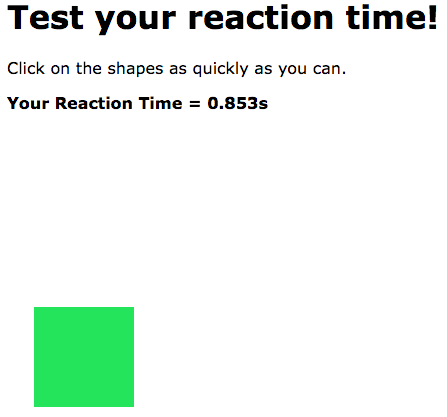 Test your reaction time!
Click on the shapes as quickly as you can.
Your Reaction Time = 0.853s